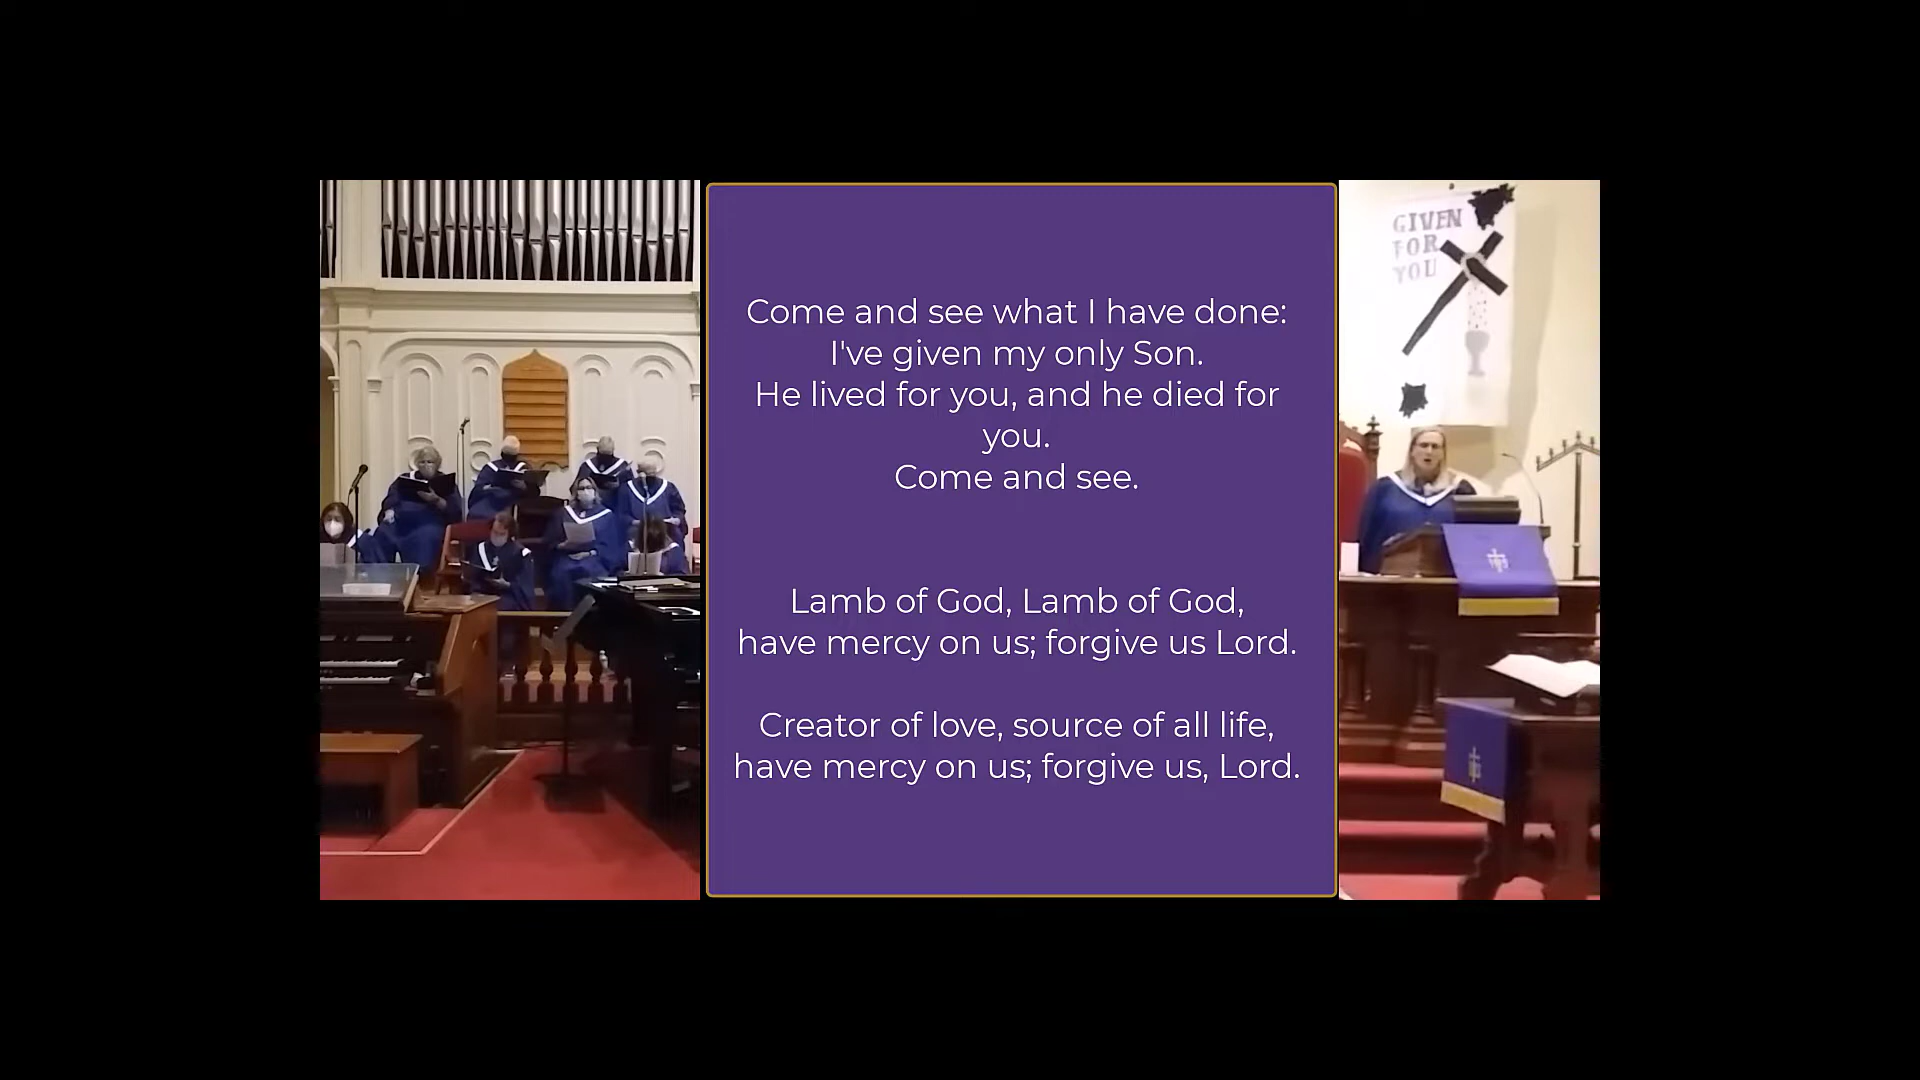 Come and see what I have done:
I've given my only Son.
He lived for you, and he died for
you.
Come and see.
Lamb of God, Lamb of God,
have mercy on us; forgive us Lord.
Creator of love, source of all life,
have mercy on us; forgive us, Lord.
GIVEN
FOR
YOU